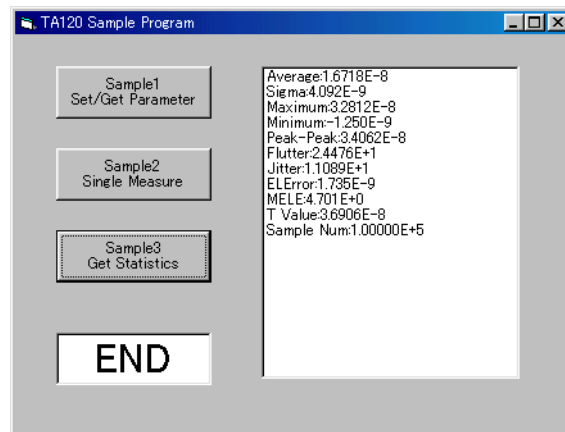 TA120 Sample Program
Sample1
Set/Get Parameter
Sample2
Single Measure
Sample3
Get Statistics
END
Average:1.6718E-8
Sigma:4.092E-9
Maximum:3.2812E-8
Minimum:-1.250E-9
Peak-Peak:3.4062E-8
Flutter:2.4476E+1
Jitter:1.1089E+1
ELError:1.735E-9
MELE:4.701E+0
T Value:3.6906E-8
Sample Num:1.00000E+5